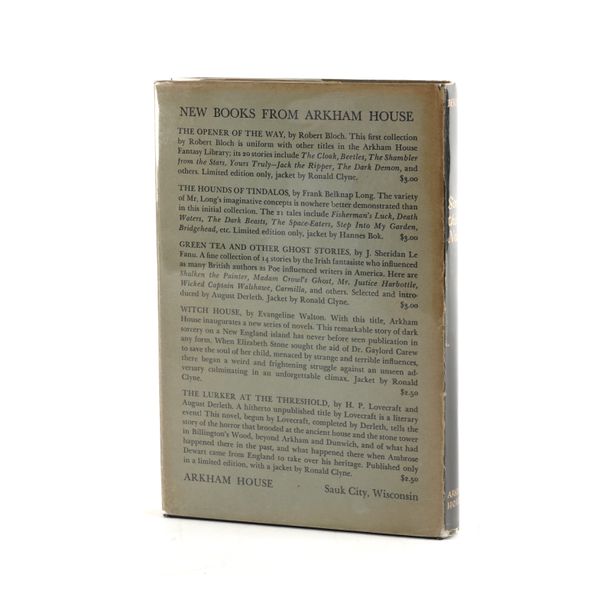 NEW BOOKS FROM ARKHAM HOUSE
THE OPENER OF THE WAY, by Robert Bloch. This first collection
by Robert Bloch is uniform with other titles in the Arkham House
Fantasy Library; its 20 stories include The Cloak, Beetles, The Shambler
from the Stars, Yours Truly—Jack the Ripper, The Dark Demon, and
others. Limited edition only, jacket by Ronald Clyne. $3.00
THE HOUNDS OF TINDALOS, by Frank Belknap Long. The variety
of Mr. Long's imaginative concepts is nowhere better demonstrated than
in this initial collection. The 21 tales include Fisherman's Luck, Death
Waters, The Dark Beasts, The Space-Eaters, Step Into My Garden,
Bridgehead, etc. Limited edition only, jacket by Hannes Bok. $3.00
GREEN TEA AND OTHER GHOST STORIES, by J. Sheridan Le
Fanu. A fine collection of 14 stories by the Irish fantasiste who influenced
as many British authors as Poe influenced writers in America. Here are
Shalken the Painter, Madam Crowl's Ghost, Mr. Justice Harbottle,
Wicked Captain Walshawe, Carmilla, and others. Selected and intro-
duced by August Derleth. Jacket by Ronald Clyne. $3.00
WITCH HOUSE, by Evangeline Walton. With this title, Arkham
House inaugurates a new series of novels. This remarkable story of dark
sorcery on a New England island has never before seen publication in
any form. When Elizabeth Stone sought the aid of Dr. Gaylord Carew
to save the soul of her child, menaced by strange and terrible influences,
there began a weird and frightening struggle against an unseen ad-
versary culminating in an unforgettable climax. Jacket by Ronald
Clyne. $2.50
THE LURKER AT THE THRESHOLD, by H. P. Lovecraft and
August Derleth. A hitherto unpublished title by Lovecraft is a literary
event! This novel, begun by Lovecraft, completed by Derleth, tells the
story of the horror that brooded at the ancient house and the stone tower
in Billington's Wood, beyond Arkham and Dunwich, and of what had
happened there in the past, and what happened there when Ambrose
Dewart came from England to take over his heritage. Published only
in a limited edition, with a jacket by Ronald Clyne. $2.50
ARKHAM HOUSE Sauk City, Wisconsin